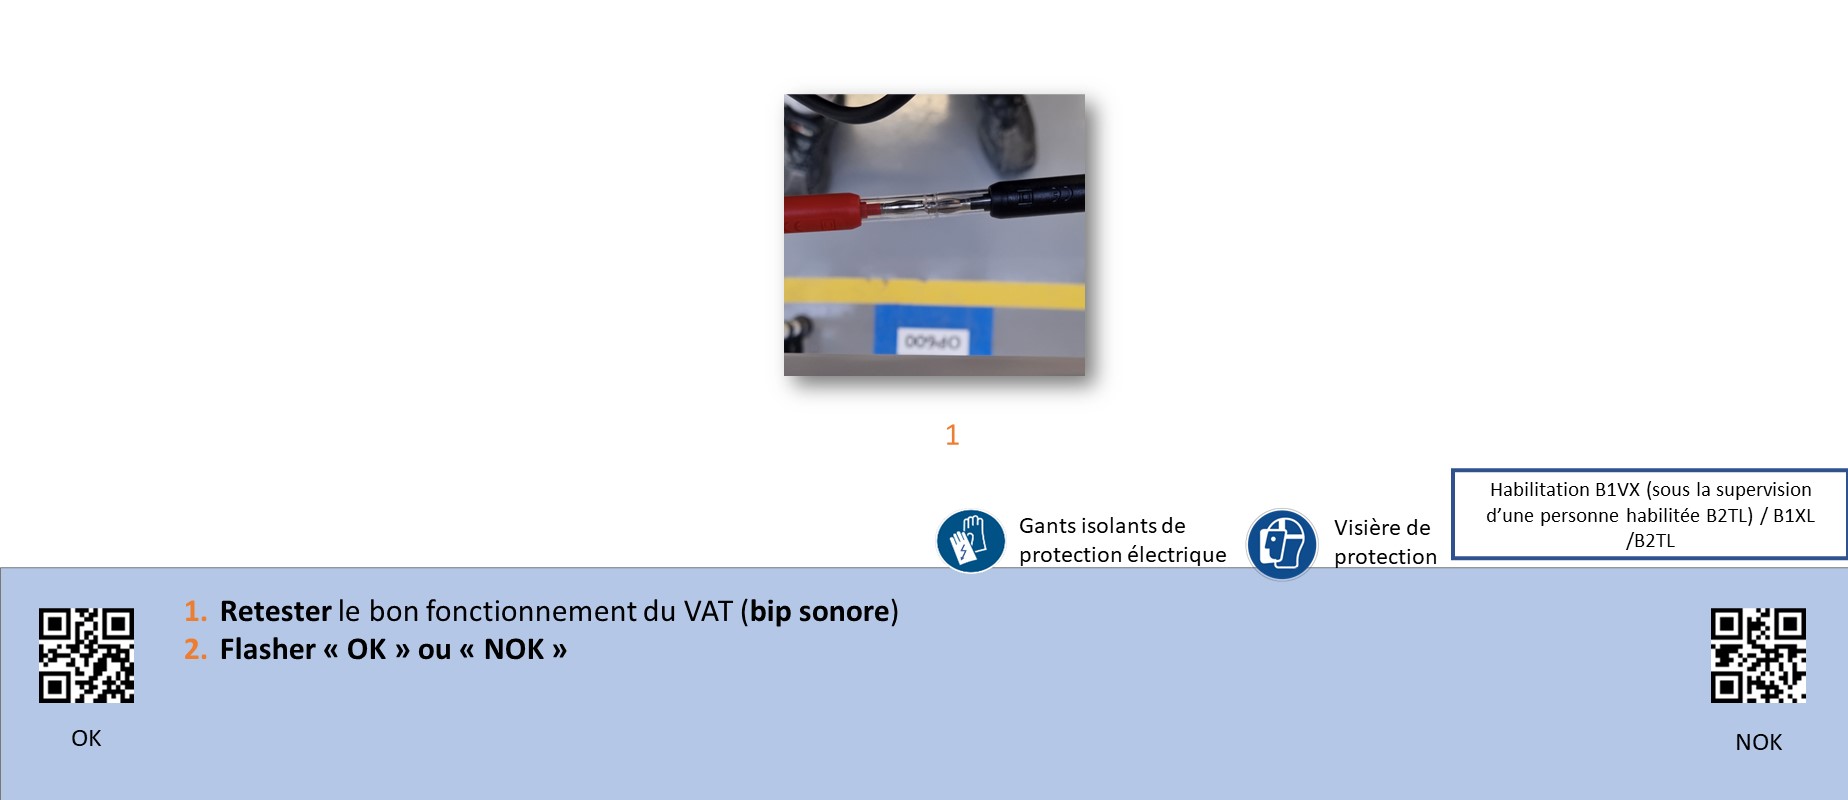 OP600
1
Gants isolants de
protection électrique
Visière de
protection
Habilitation B1VX (sous la supervision
d’une personne habilitée B2TL) / B1XL
/B2TL
1. Retester le bon fonctionnement du VAT (bip sonore)
2. Flasher « OK » ou « NOK »
OK
NOK